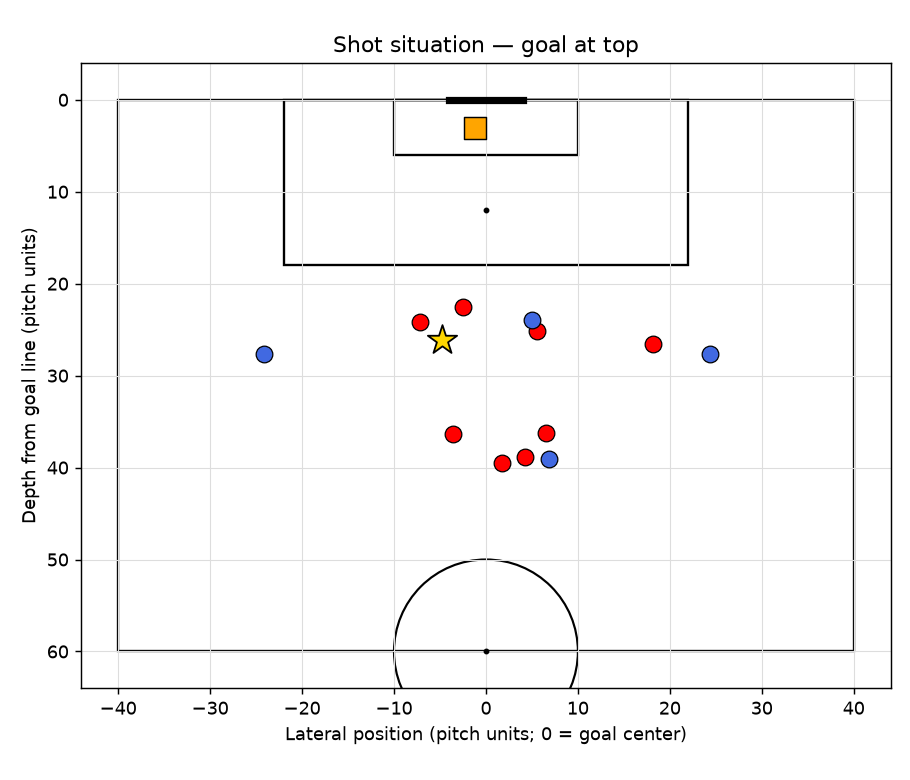 Shot situation — goal at top
0
10
20
30
40
50
60
Depth from goal line (pitch units)
−40 −30 −20 −10 0 10 20 30 40
Lateral position (pitch units; 0 = goal center)